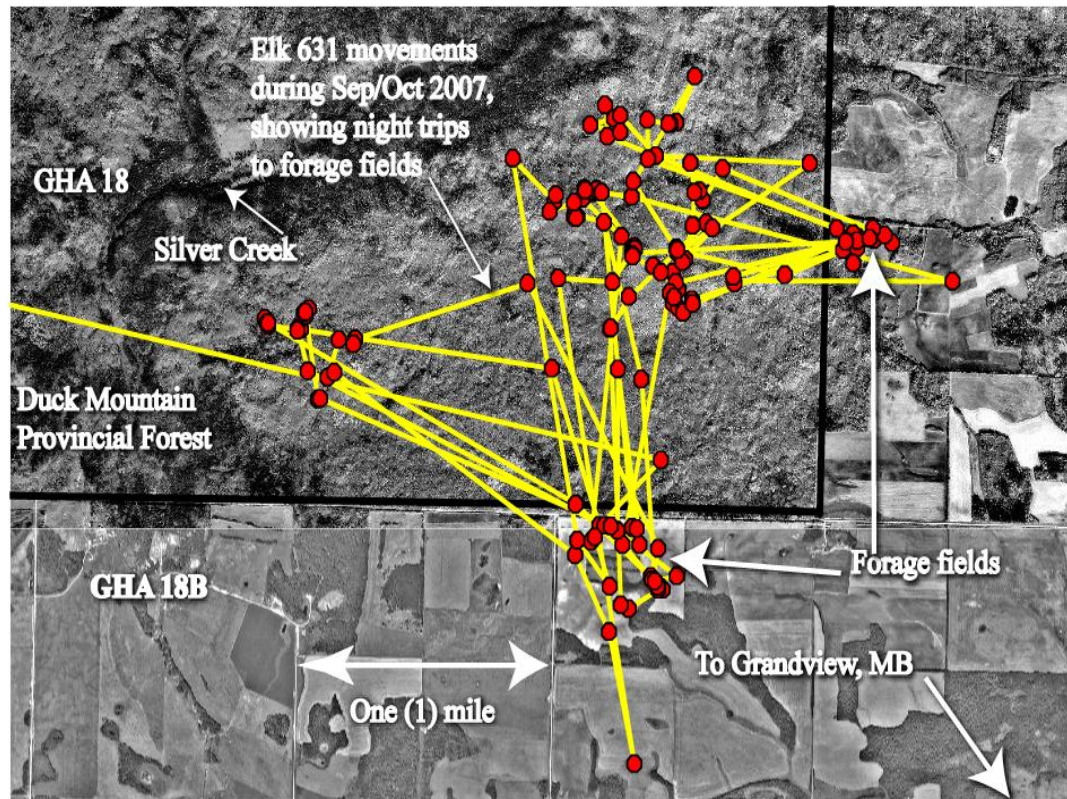 Elk 631 movements
during Sep/Oct 2007,
showing night trips
to forage fields
GHA 18
Silver Creek
Duck Mountain
Provincial Forest
Forage fields
GHA 18B
To Grandview, MB
One (1) mile